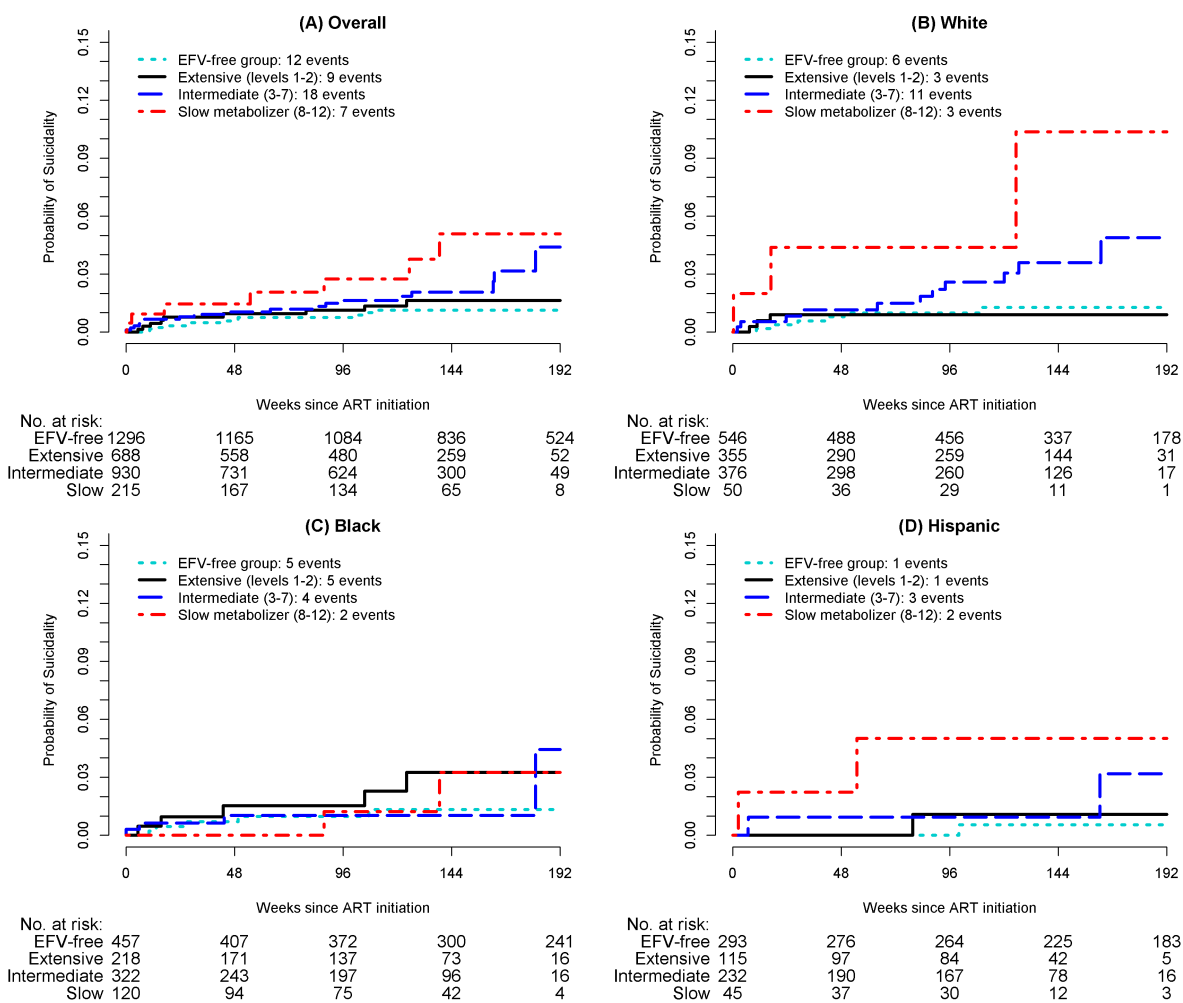 (A) Overall
0.00 0.03 0.06 0.09 0.12 0.15
Probability of Suicidality
EFV-free group: 12 events
Extensive (levels 1-2): 9 events
Intermediate (3-7): 18 events
Slow metabolizer (8-12): 7 events
0 48 96 144 192
Weeks since ART initiation
No. at risk:
EFV-free 1296 1165 1084 836 524
Extensive 688 558 480 259 52
Intermediate 930 731 624 300 49
Slow 215 167 134 65 8
(B) White
0.00 0.03 0.06 0.09 0.12 0.15
Probability of Suicidality
EFV-free group: 6 events
Extensive (levels 1-2): 3 events
Intermediate (3-7): 11 events
Slow metabolizer (8-12): 3 events
0 48 96 144 192
Weeks since ART initiation
No. at risk:
EFV-free 546 488 456 337 178
Extensive 355 290 259 144 31
Intermediate 376 298 260 126 17
Slow 50 36 29 11 1
(C) Black
0.00 0.03 0.06 0.09 0.12 0.15
Probability of Suicidality
EFV-free group: 5 events
Extensive (levels 1-2): 5 events
Intermediate (3-7): 4 events
Slow metabolizer (8-12): 2 events
0 48 96 144 192
Weeks since ART initiation
No. at risk:
EFV-free 457 407 372 300 241
Extensive 218 171 137 73 16
Intermediate 322 243 197 96 16
Slow 120 94 75 42 4
(D) Hispanic
0.00 0.03 0.06 0.09 0.12 0.15
Probability of Suicidality
EFV-free group: 1 events
Extensive (levels 1-2): 1 events
Intermediate (3-7): 3 events
Slow metabolizer (8-12): 2 events
0 48 96 144 192
Weeks since ART initiation
No. at risk:
EFV-free 293 276 264 225 183
Extensive 115 97 84 42 5
Intermediate 232 190 167 78 16
Slow 45 37 30 12 3